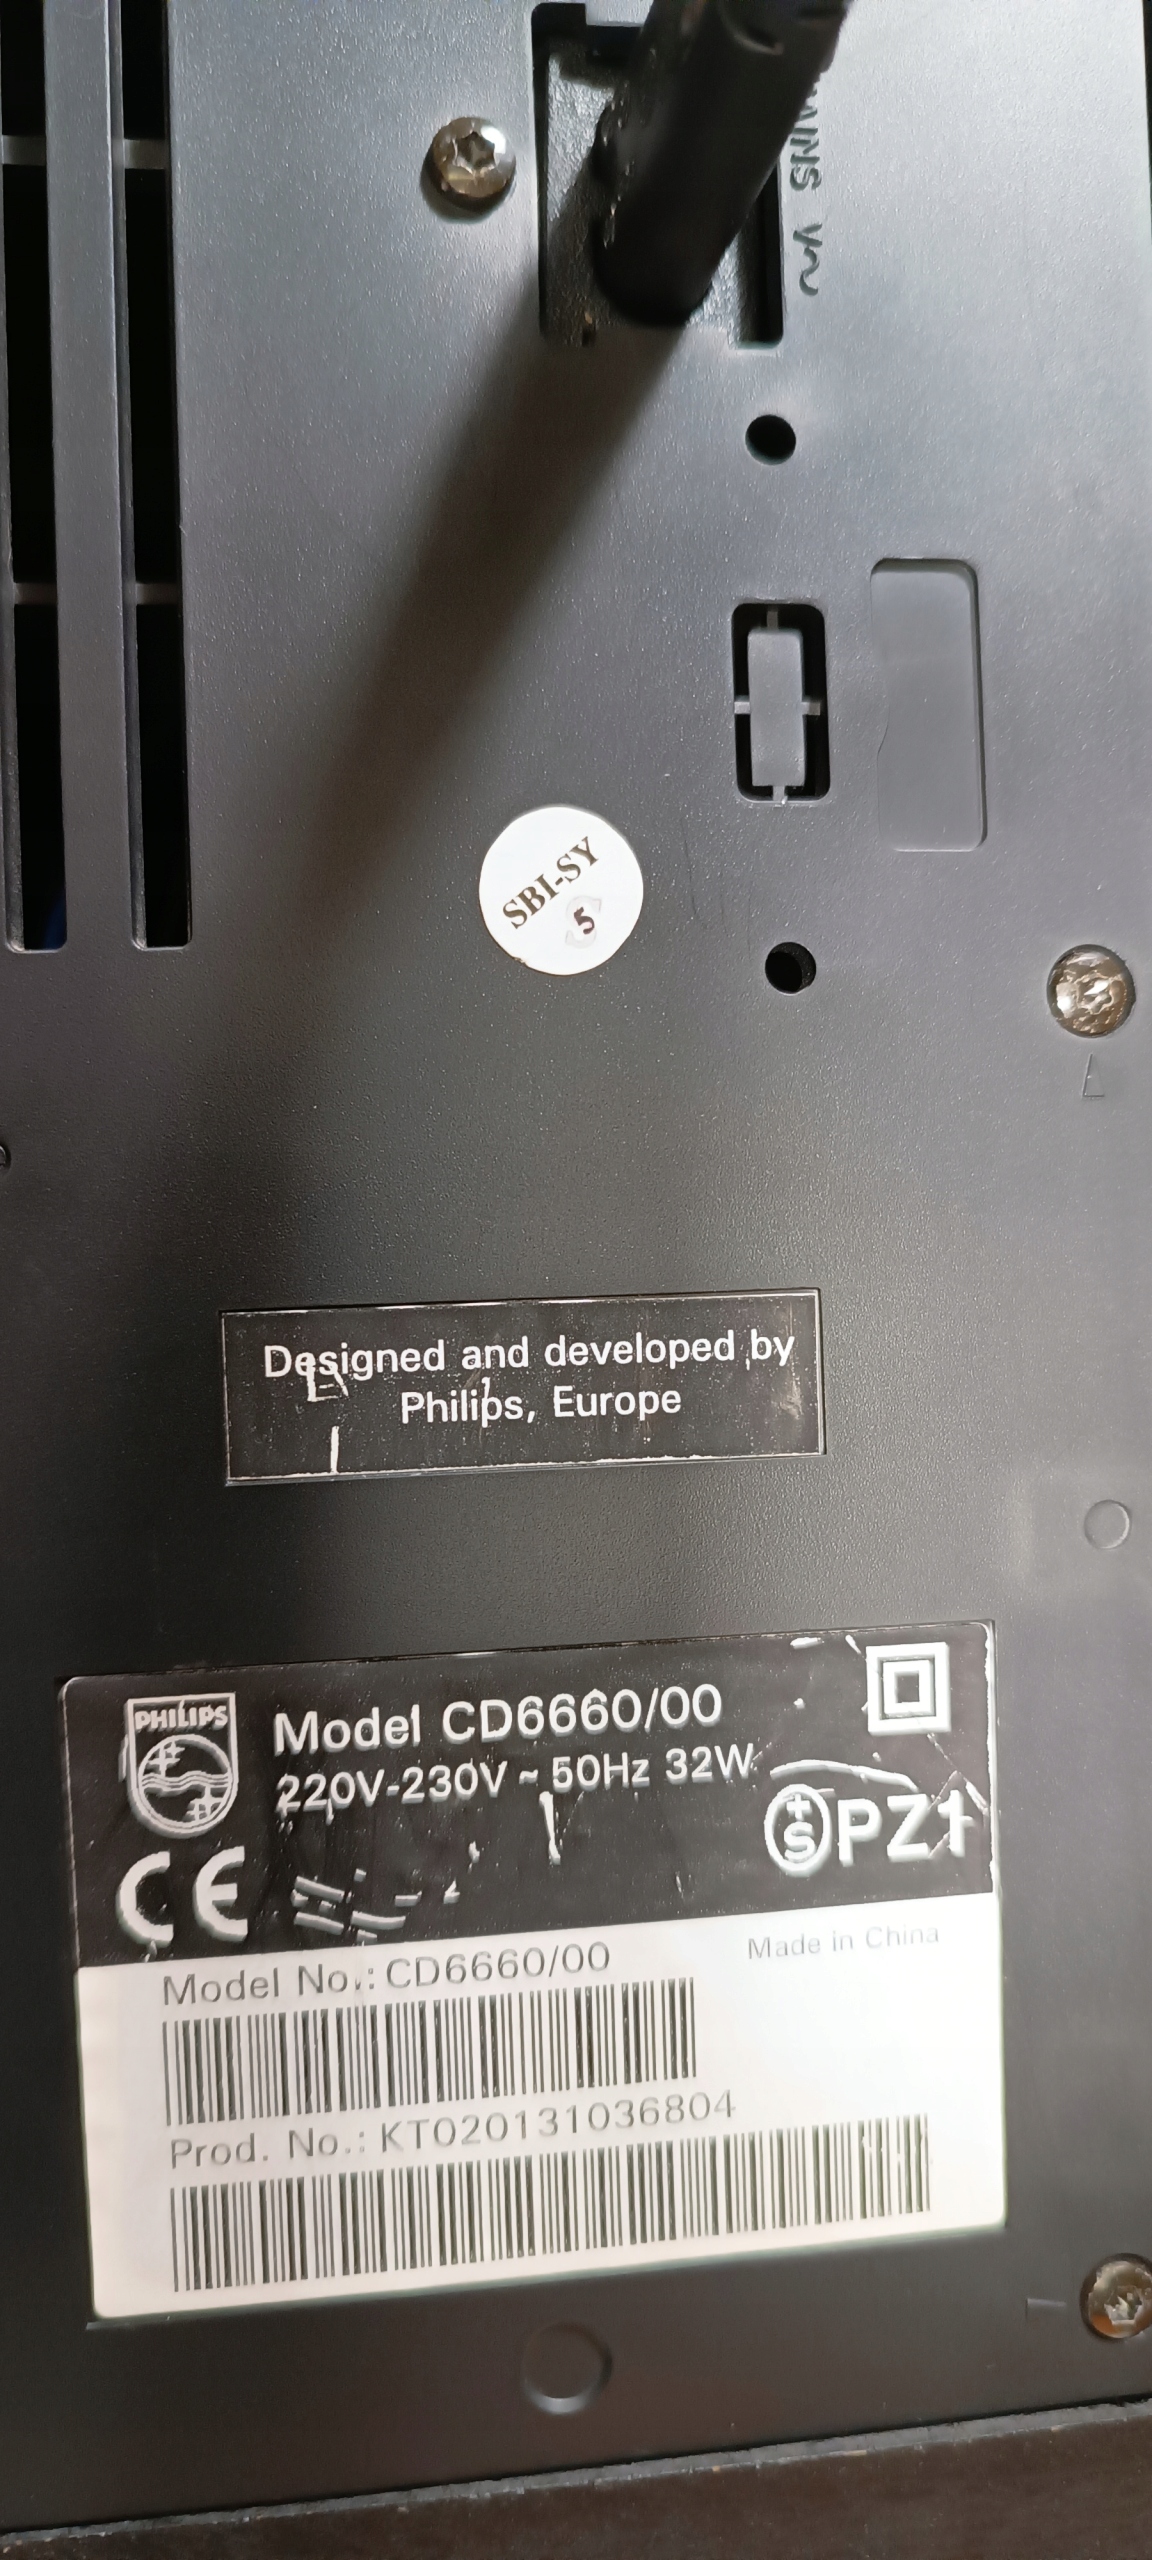 MAINS ~
SBI-SY
5
Designed and developed by
Philips, Europe
PHILIPS
Model CD6660/00
220V-230V ~ 50Hz 32W
+S PZ1
CE
Model No.: CD6660/00
Made in China
Prod. No.: KT020131036804